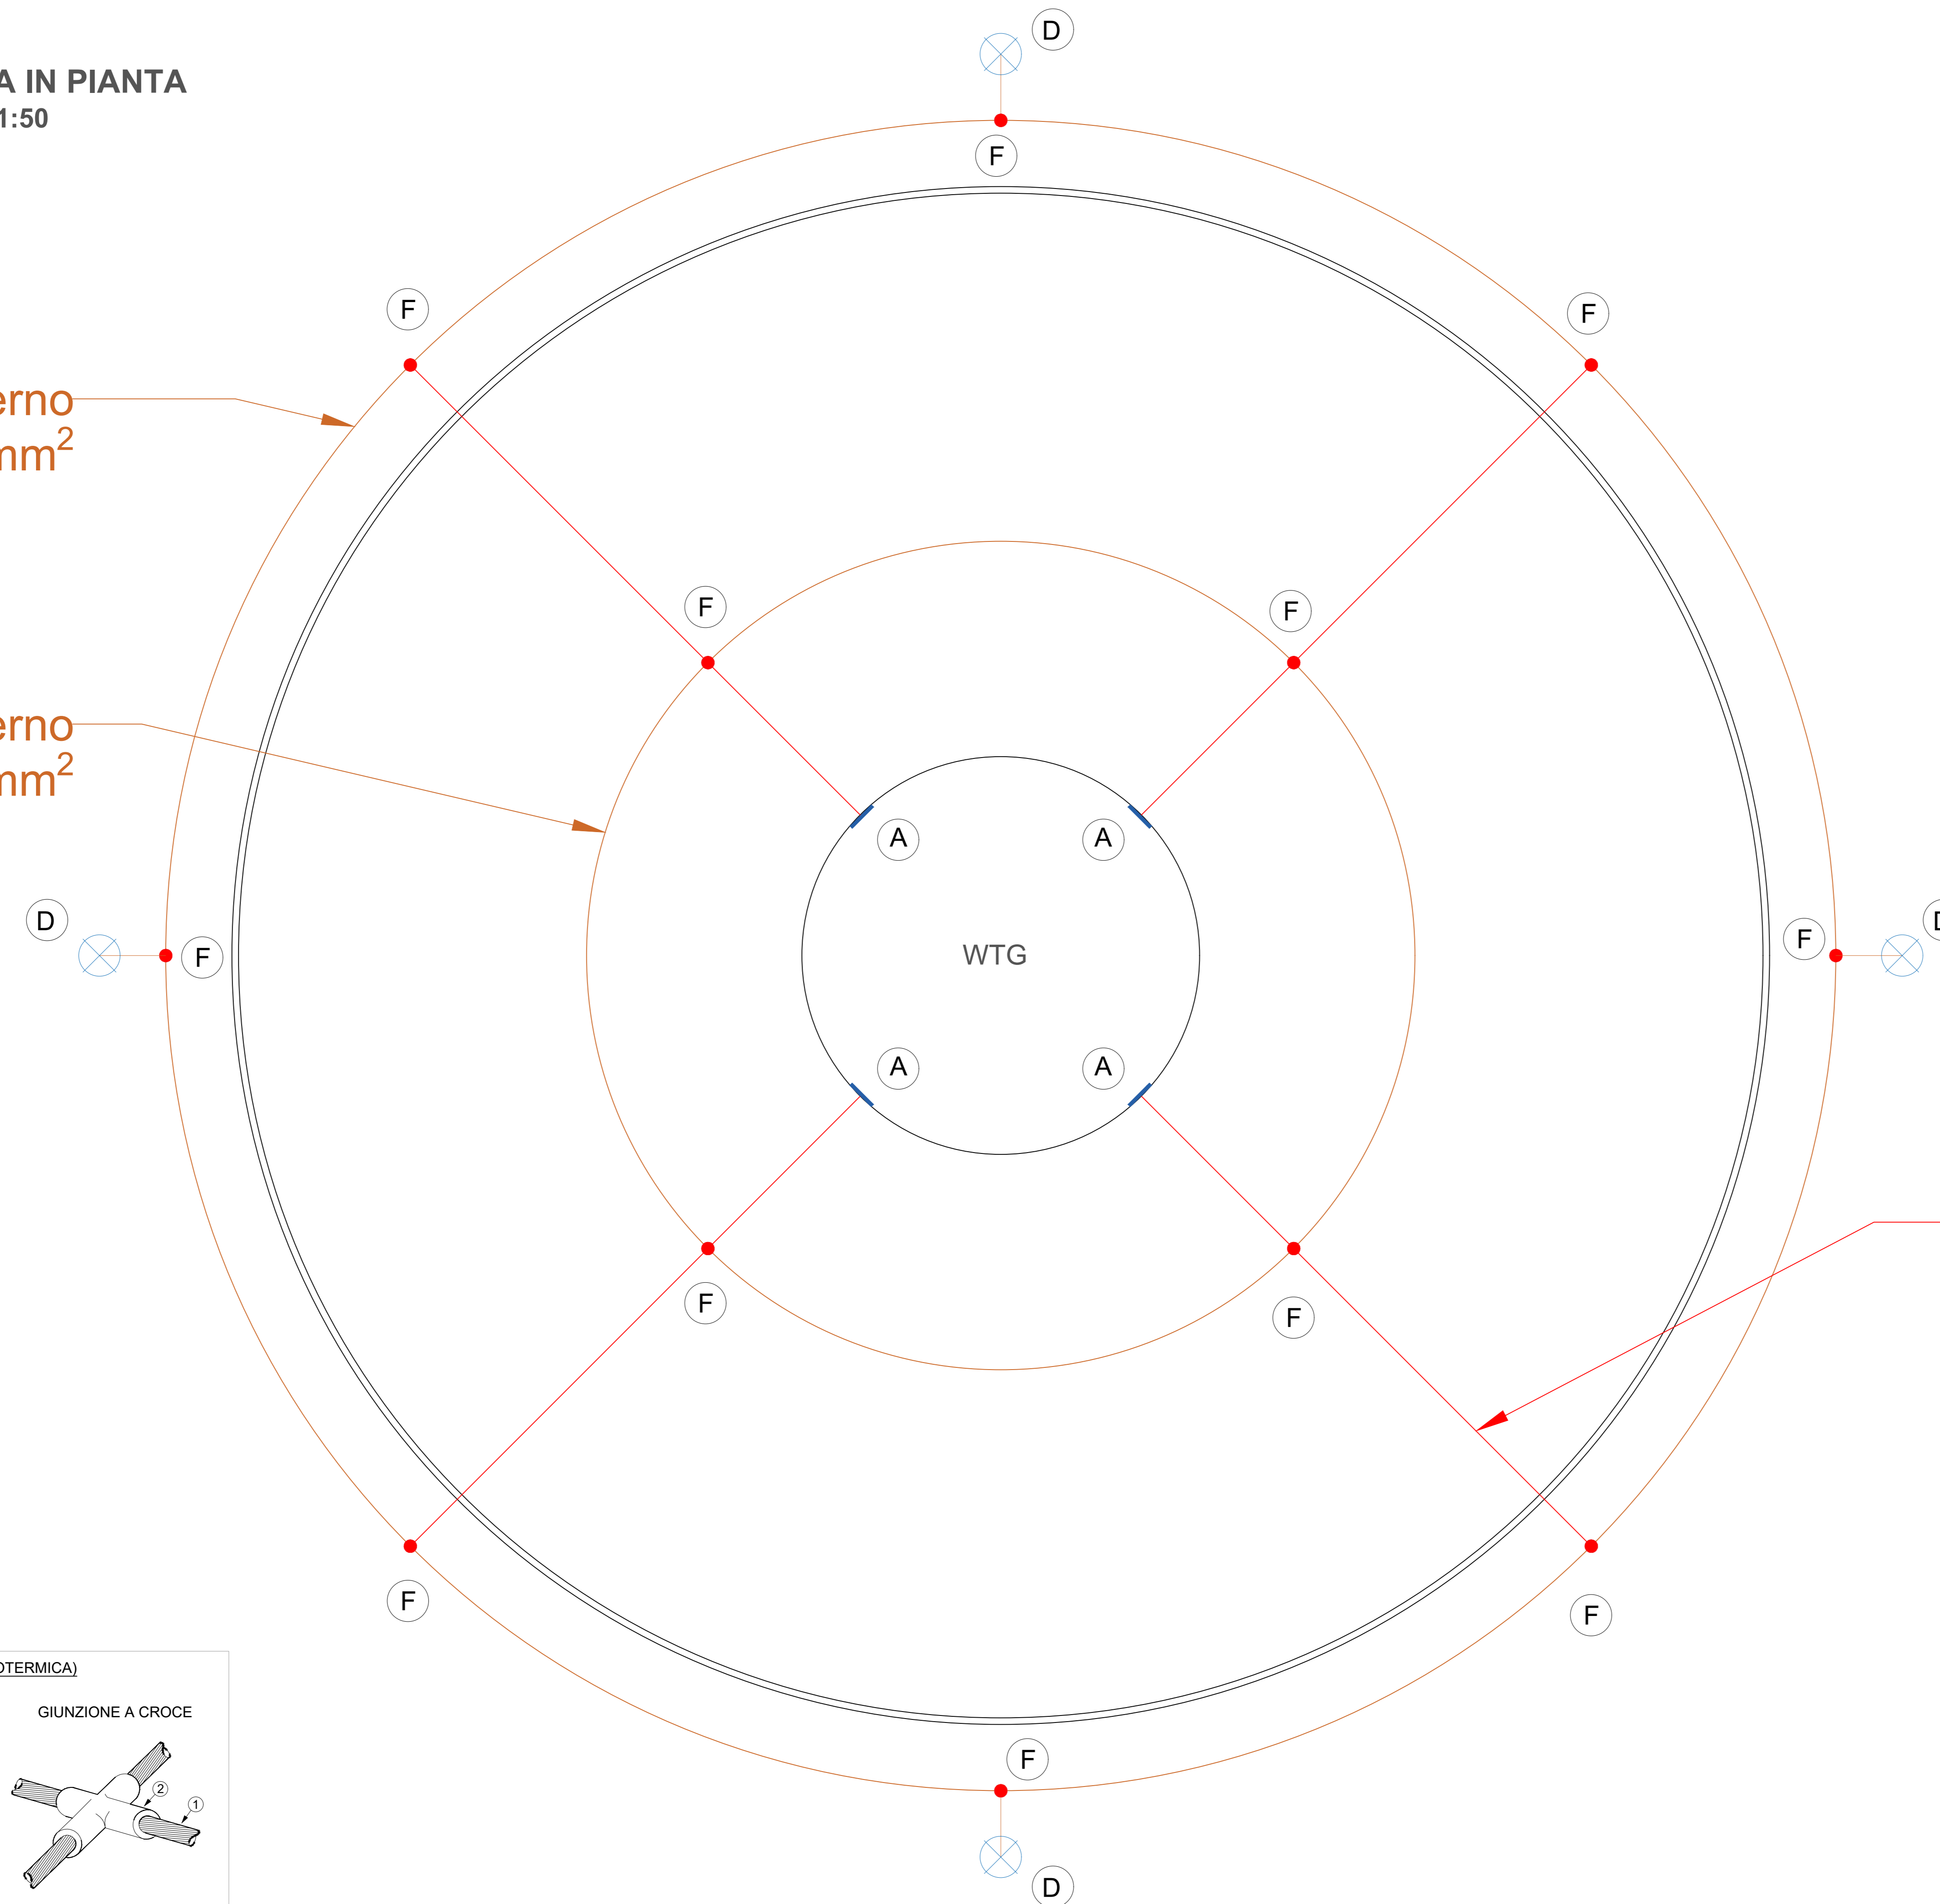 D
A IN PIANTA
1:50
F
F
F
erno
mm²
F
F
erno
mm²
A
A
D
F
WTG
F
D
A
A
F
F
F
F
OTERMICA)
GIUNZIONE A CROCE
F
2
1
D